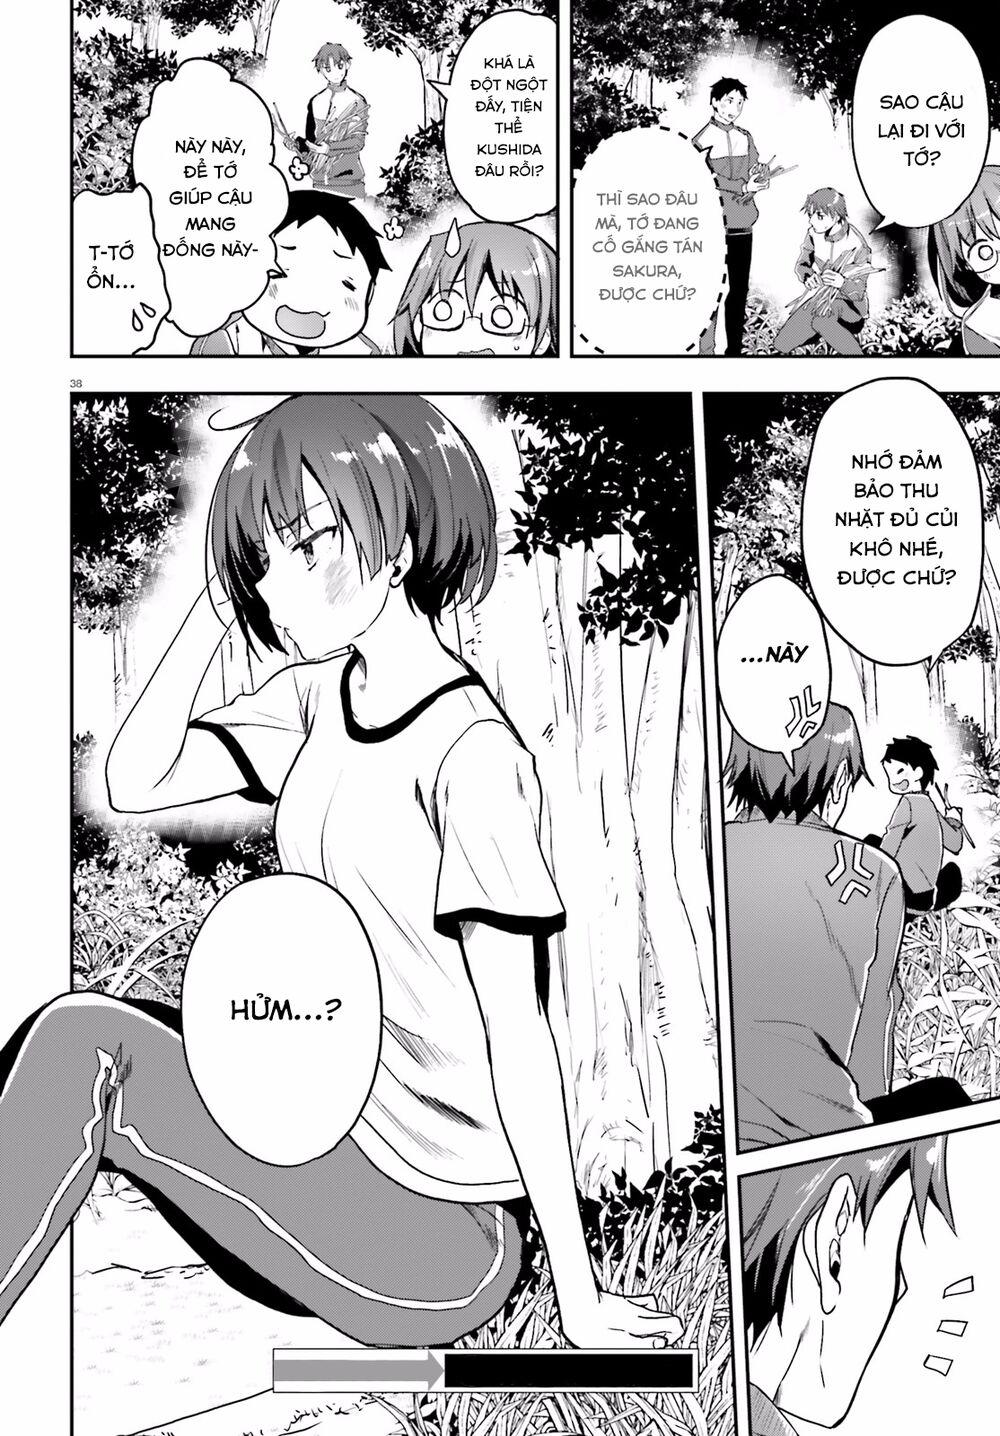 SAO CẬU
LẠI ĐI VỚI
TỚ?
THÌ SAO ĐÂU
MÀ, TỚ ĐANG
CỐ GẮNG TÁN
SAKURA,
ĐƯỢC CHỨ?
KHÁ LÀ
ĐỘT NGỘT
ĐẤY, TIỆN
THỂ
KUSHIDA
ĐÂU RỒI?
NÀY NÀY,
ĐỂ TỚ
GIÚP CẬU
MANG
ĐỐNG NÀY-
T-TỚ
ỔN...
38
NHỚ ĐẢM
BẢO THU
NHẶT ĐỦ CỦI
KHÔ NHÉ,
ĐƯỢC CHỨ?
...NÀY
HỬM...?